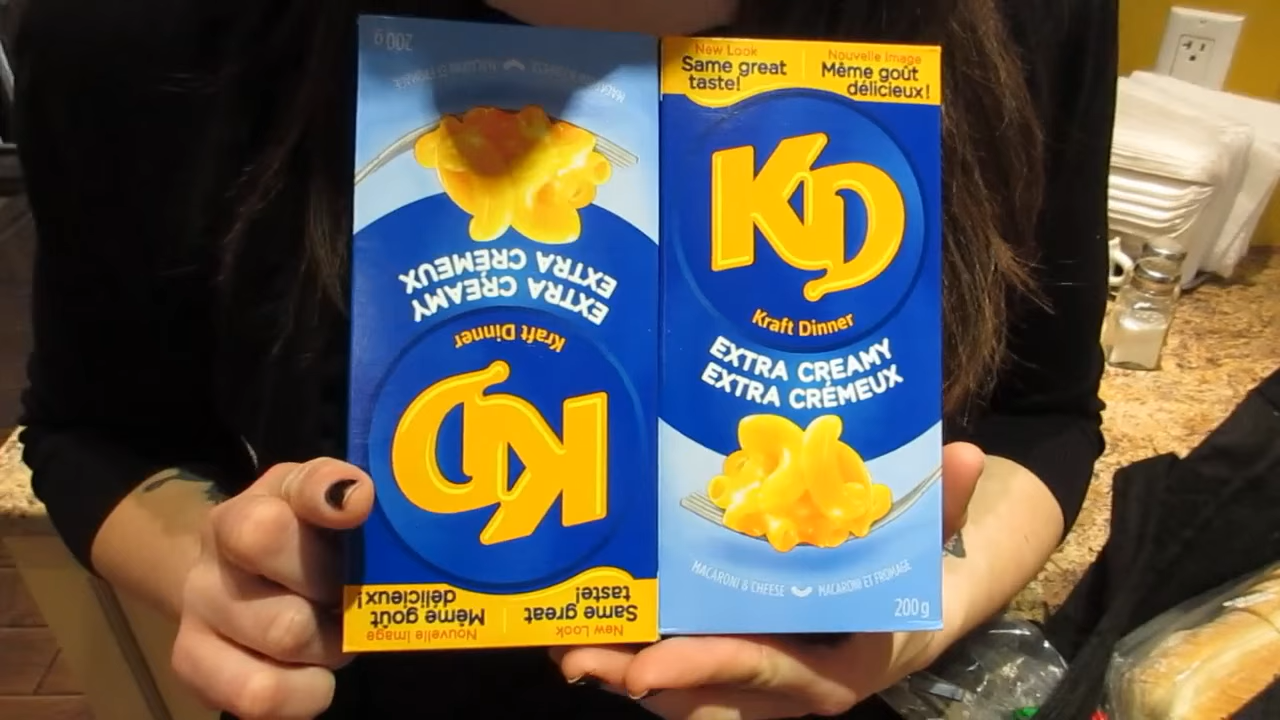 200 g
MACARONI & CHEESE MACARONI ET FROMAGE
EXTRA CREAMY
EXTRA CRÉMEUX
Kraft Dinner
KD
New Look
Same great
taste!
Nouvelle Image
Même goût
délicieux!
New Look
Same great
taste!
Nouvelle Image
Même goût
délicieux!
KD
Kraft Dinner
EXTRA CREAMY
EXTRA CRÉMEUX
MACARONI & CHEESE MACARONI ET FROMAGE
200 g